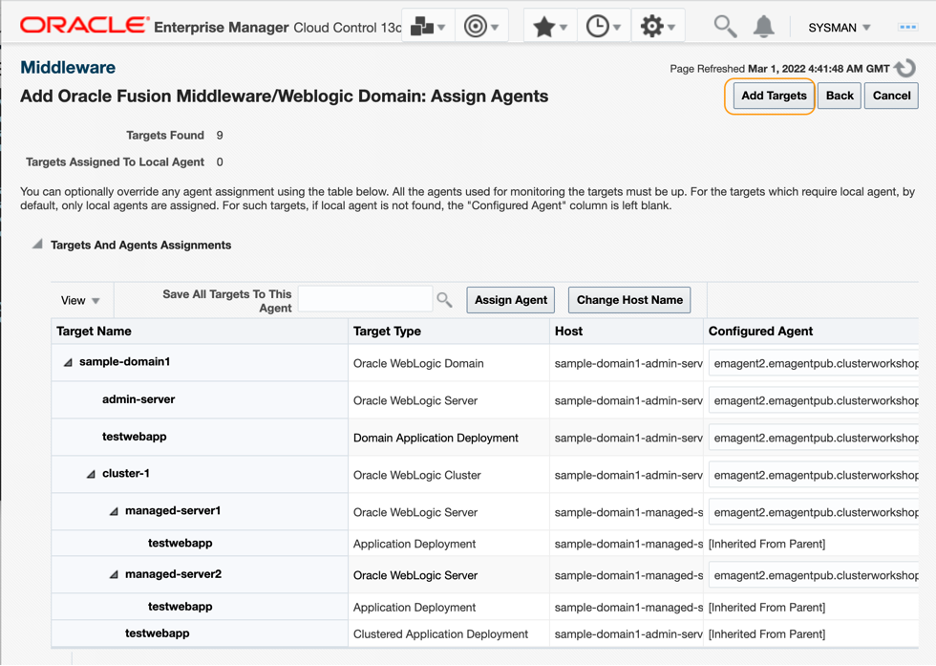 ORACLE® Enterprise Manager Cloud Control 13c SYSMAN
Middleware
Page Refreshed Mar 1, 2022 4:41:48 AM GMT
Add Oracle Fusion Middleware/Weblogic Domain: Assign Agents
Add Targets Back Cancel
Targets Found 9
Targets Assigned To Local Agent 0
You can optionally override any agent assignment using the table below. All the agents used for monitoring the targets must be up. For the targets which require local agent, by
default, only local agents are assigned. For such targets, if local agent is not found, the "Configured Agent" column is left blank.
Targets And Agents Assignments
View Save All Targets To This
Agent Assign Agent Change Host Name
Target Name Target Type Host Configured Agent
sample-domain1 Oracle WebLogic Domain sample-domain1-admin-serv emagent2.emagentpub.clusterworkshop
admin-server Oracle WebLogic Server sample-domain1-admin-serv emagent2.emagentpub.clusterworkshop
testwebapp Domain Application Deployment sample-domain1-admin-serv emagent2.emagentpub.clusterworkshop
cluster-1 Oracle WebLogic Cluster sample-domain1-admin-serv emagent2.emagentpub.clusterworkshop
managed-server1 Oracle WebLogic Server sample-domain1-managed-s emagent2.emagentpub.clusterworkshop
testwebapp Application Deployment sample-domain1-managed-s [Inherited From Parent]
managed-server2 Oracle WebLogic Server sample-domain1-managed-s emagent2.emagentpub.clusterworkshop
testwebapp Application Deployment sample-domain1-managed-s [Inherited From Parent]
testwebapp Clustered Application Deployment sample-domain1-admin-serv [Inherited From Parent]